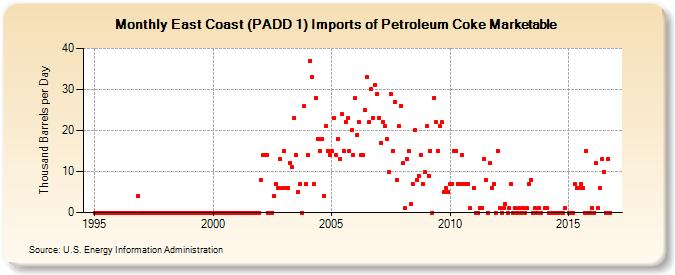 Monthly East Coast (PADD 1) Imports of Petroleum Coke Marketable
Thousand Barrels per Day
40
30
20
10
0
1995 2000 2005 2010 2015
Source: U.S. Energy Information Administration